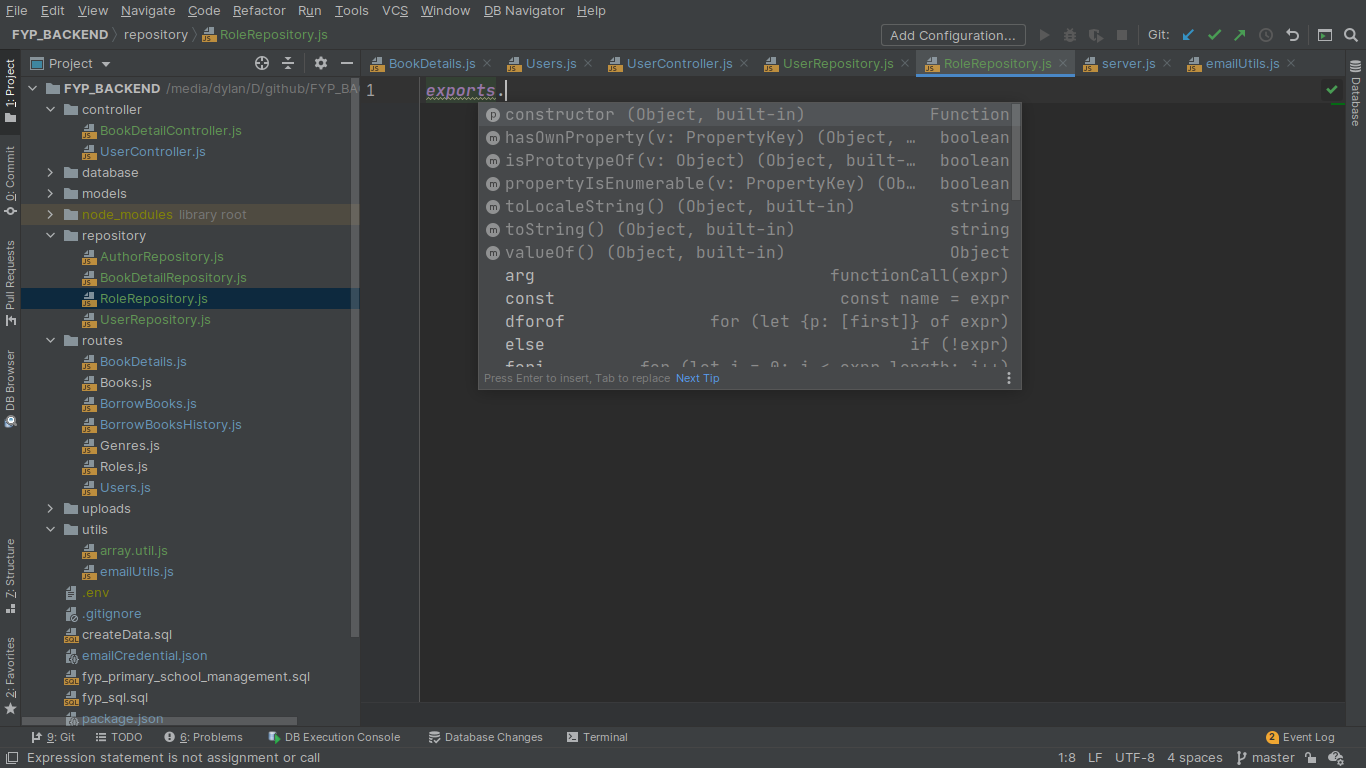 File Edit View Navigate Code Refactor Run Tools VCS Window DB Navigator Help
FYP_BACKEND repository RoleRepository.js Add Configuration... Git:
1: Project
0: Commit
Pull Requests
DB Browser
7: Structure
2: Favorites
Project
FYP_BACKEND /media/dylan/D/github/FYP_BA
controller
BookDetailController.js
UserController.js
database
models
node_modules library root
repository
AuthorRepository.js
BookDetailRepository.js
RoleRepository.js
UserRepository.js
routes
BookDetails.js
Books.js
BorrowBooks.js
BorrowBooksHistory.js
Genres.js
Roles.js
Users.js
uploads
utils
array.util.js
emailUtils.js
.env
.gitignore
createData.sql
emailCredential.json
fyp_primary_school_management.sql
fyp_sql.sql
package.json
BookDetails.js Users.js UserController.js UserRepository.js RoleRepository.js server.js emailUtils.js
1 exports.
constructor (Object, built-in) Function
hasOwnProperty(v: PropertyKey) (Object, … boolean
isPrototypeOf(v: Object) (Object, built-… boolean
propertyIsEnumerable(v: PropertyKey) (Ob… boolean
toLocaleString() (Object, built-in) string
toString() (Object, built-in) string
valueOf() (Object, built-in) Object
arg functionCall(expr)
const const name = expr
dforof for (let {p: [first]} of expr)
else if (!expr)
fori for (let i = 0; i < expr.length; i++)
Press Enter to insert, Tab to replace Next Tip
Database
9: Git TODO 6: Problems DB Execution Console Database Changes Terminal 2 Event Log
Expression statement is not assignment or call 1:8 LF UTF-8 4 spaces master